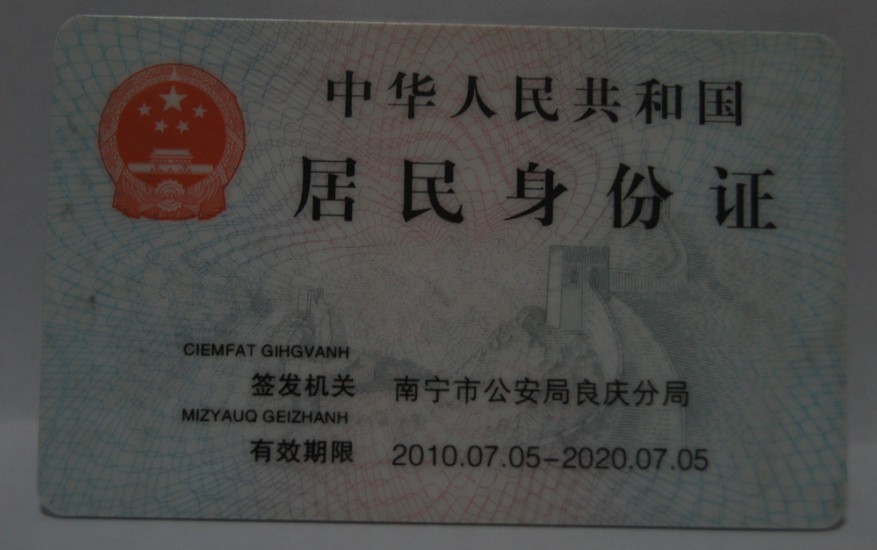 中华人民共和国
居民身份证
CIEMFAT GIHGVANH
签发机关 南宁市公安局良庆分局
MIZYAUQ GEIZHANH
有效期限 2010.07.05-2020.07.05